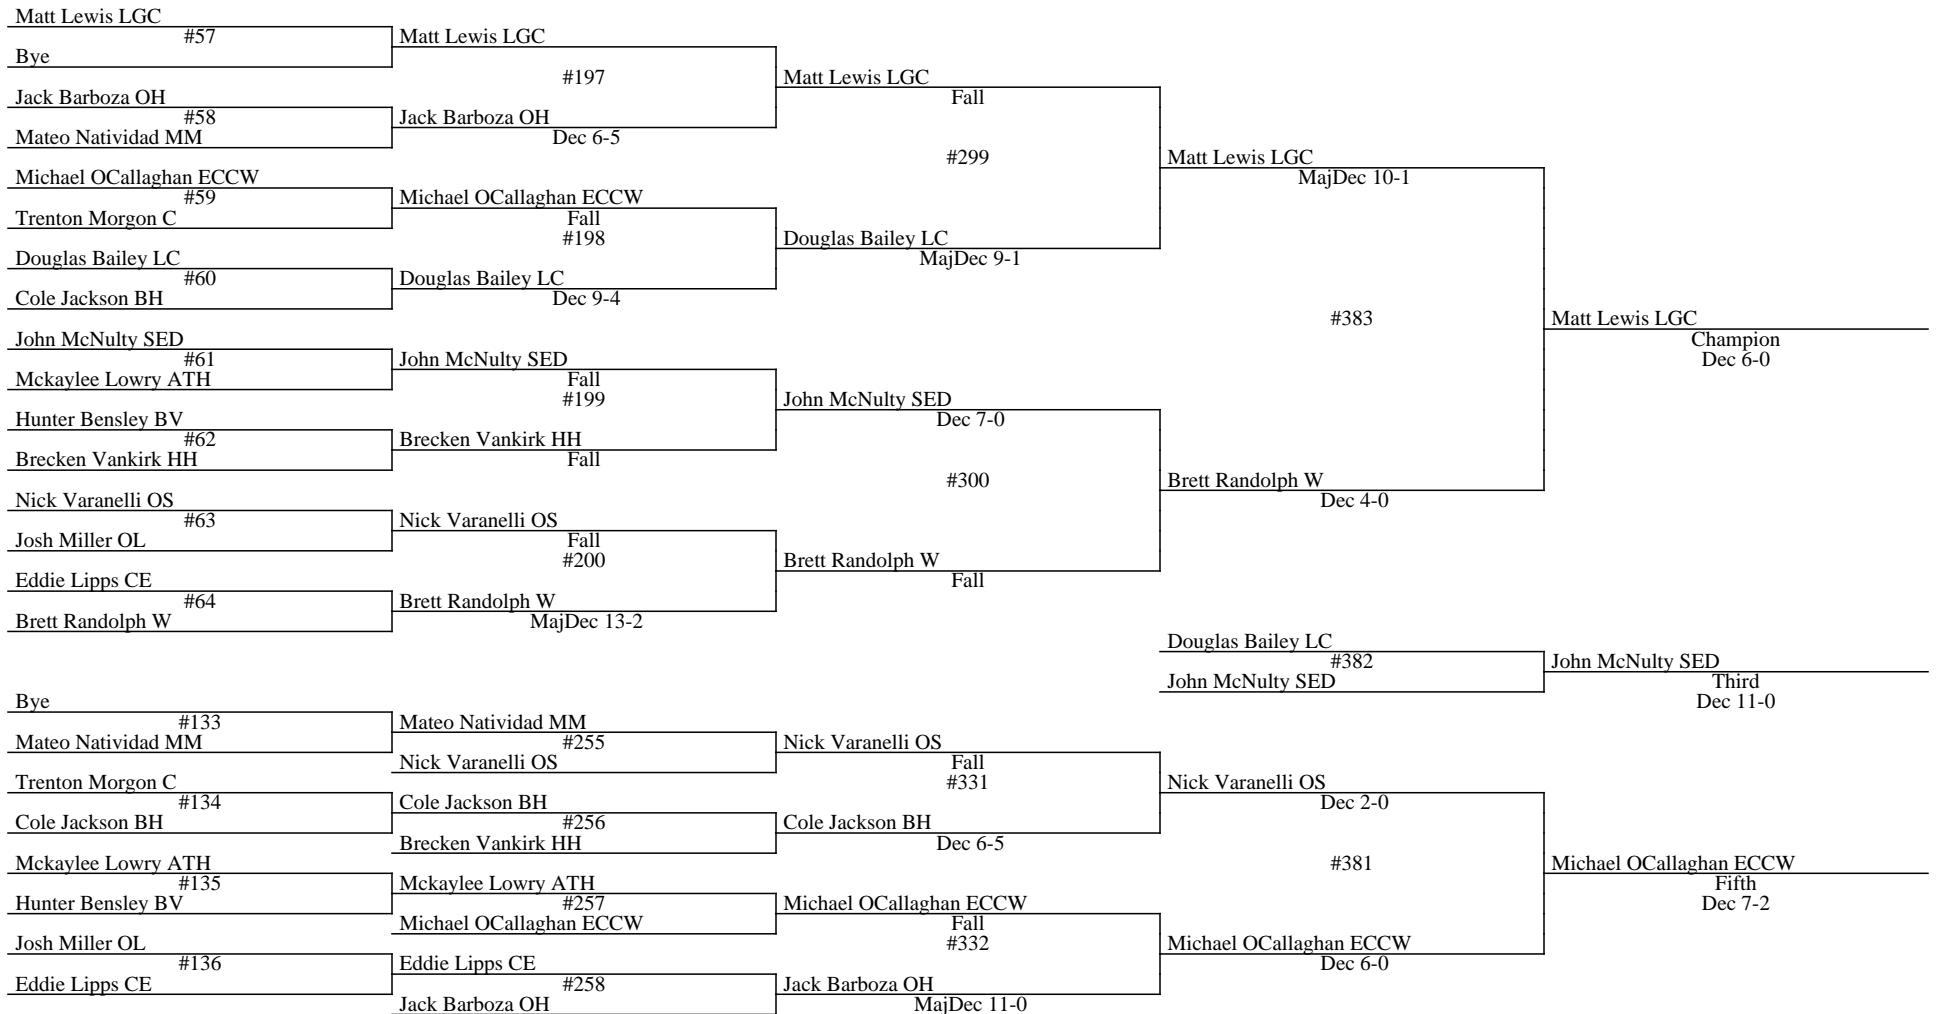 Matt Lewis LGC
#57
Bye
Matt Lewis LGC
#197
Jack Barboza OH
#58
Mateo Natividad MM
Jack Barboza OH
Dec 6-5
Matt Lewis LGC
Fall
#299
Michael OCallaghan ECCW
#59
Trenton Morgon C
Michael OCallaghan ECCW
Fall
#198
Douglas Bailey LC
#60
Cole Jackson BH
Douglas Bailey LC
Dec 9-4
Douglas Bailey LC
MajDec 9-1
Matt Lewis LGC
MajDec 10-1
#383
John McNulty SED
#61
Mckaylee Lowry ATH
John McNulty SED
Fall
#199
Hunter Bensley BV
#62
Brecken Vankirk HH
Brecken Vankirk HH
Fall
John McNulty SED
Dec 7-0
#300
Nick Varanelli OS
#63
Josh Miller OL
Nick Varanelli OS
Fall
#200
Eddie Lipps CE
#64
Brett Randolph W
Brett Randolph W
MajDec 13-2
Brett Randolph W
Fall
Brett Randolph W
Dec 4-0
Matt Lewis LGC
Champion
Dec 6-0
Douglas Bailey LC
#382
John McNulty SED
John McNulty SED
Third
Dec 11-0
Bye
#133
Mateo Natividad MM
Mateo Natividad MM
#255
Nick Varanelli OS
Nick Varanelli OS
Fall
#331
Trenton Morgon C
#134
Cole Jackson BH
Cole Jackson BH
#256
Brecken Vankirk HH
Cole Jackson BH
Dec 6-5
Nick Varanelli OS
Dec 2-0
#381
Mckaylee Lowry ATH
#135
Hunter Bensley BV
Mckaylee Lowry ATH
#257
Michael OCallaghan ECCW
Michael OCallaghan ECCW
Fall
#332
Josh Miller OL
#136
Eddie Lipps CE
Eddie Lipps CE
#258
Jack Barboza OH
Jack Barboza OH
MajDec 11-0
Michael OCallaghan ECCW
Dec 6-0
Michael OCallaghan ECCW
Fifth
Dec 7-2